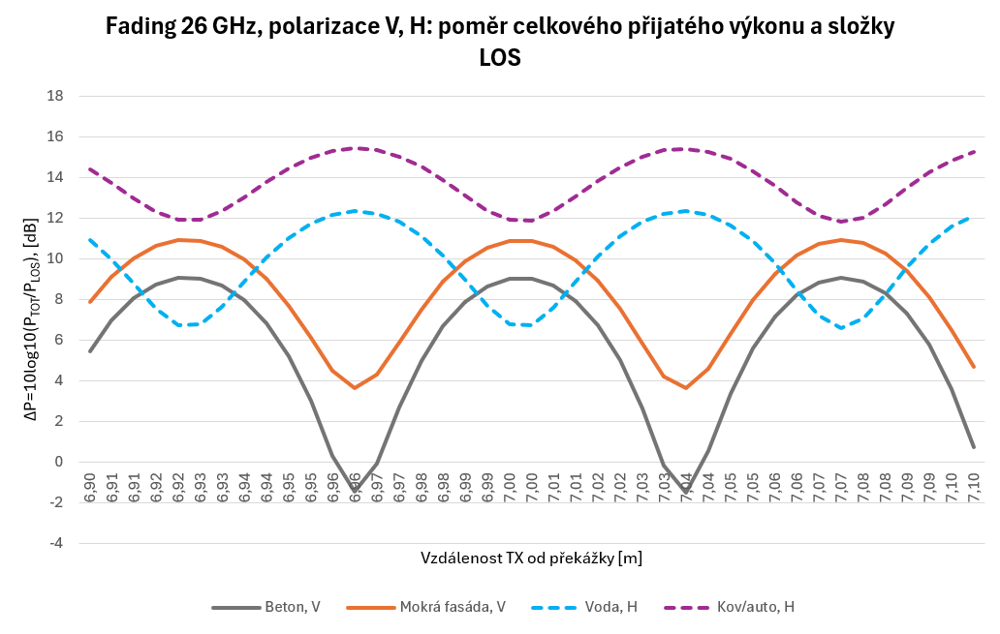 Fading 26 GHz, polarizace V, H: poměr celkového přijatého výkonu a složky
LOS
18
16
14
12
10
8
6
4
2
0
-2
-4
ΔP=10log10(PTOT/PLOS), [dB]
6,90 6,91 6,91 6,92 6,92 6,93 6,93 6,94 6,94 6,95 6,95 6,96 6,96 6,97 6,97 6,98 6,98 6,99 6,99 7,00 7,00 7,01 7,01 7,02 7,02 7,03 7,03 7,04 7,04 7,05 7,05 7,06 7,06 7,07 7,07 7,08 7,08 7,09 7,09 7,10 7,10
Vzdálenost TX od překážky [m]
Beton, V Mokrá fasáda, V Voda, H Kov/auto, H